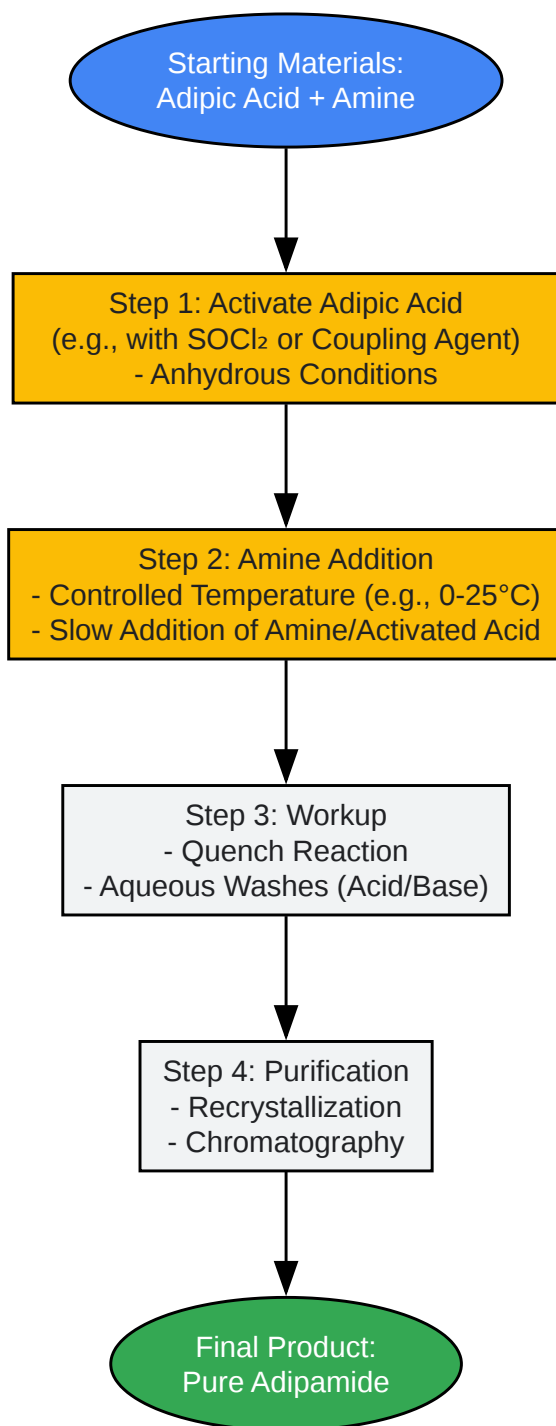 Starting Materials:
Adipic Acid + Amine
Step 1: Activate Adipic Acid
(e.g., with SOCl₂ or Coupling Agent)
- Anhydrous Conditions
Step 2: Amine Addition
- Controlled Temperature (e.g., 0-25°C)
- Slow Addition of Amine/Activated Acid
Step 3: Workup
- Quench Reaction
- Aqueous Washes (Acid/Base)
Step 4: Purification
- Recrystallization
- Chromatography
Final Product:
Pure Adipamide